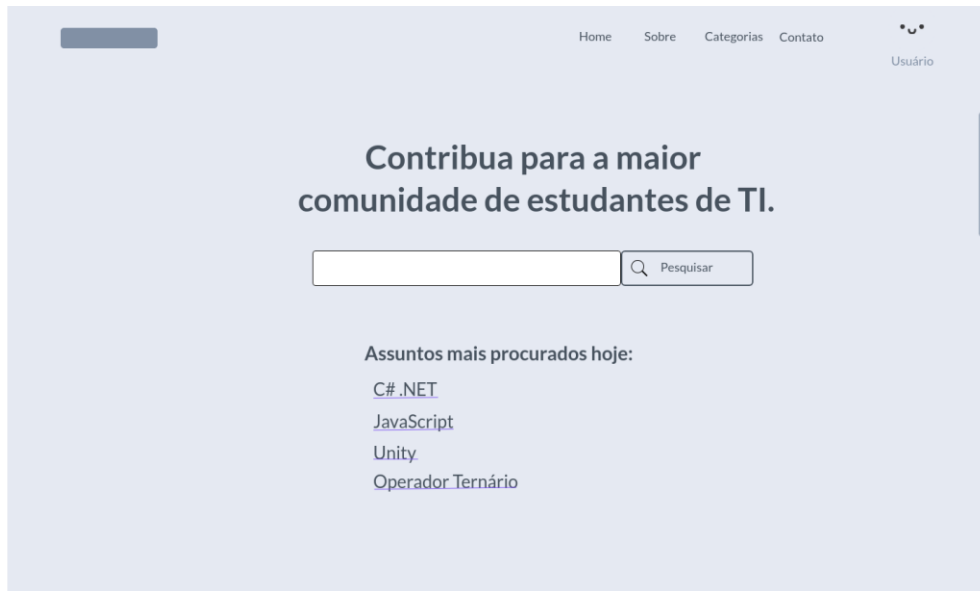 Home Sobre Categorias Contato
Usuário
Contribua para a maior
comunidade de estudantes de TI.
Pesquisar
Assuntos mais procurados hoje:
C# .NET
JavaScript
Unity
Operador Ternário